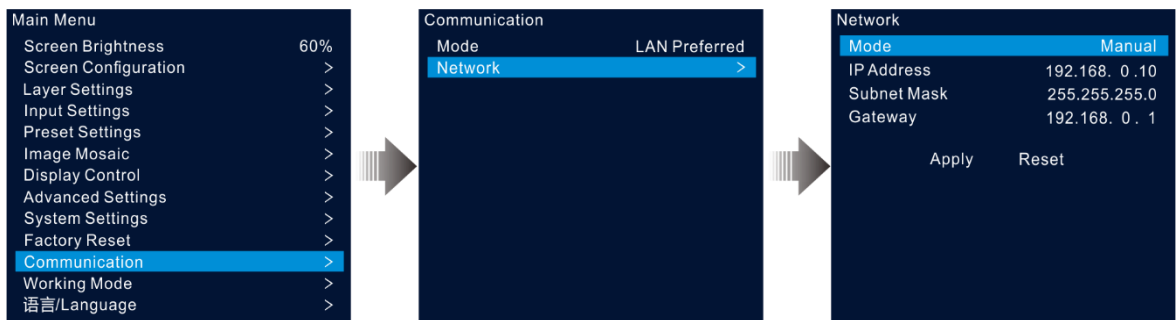 Main Menu
Screen Brightness 60%
Screen Configuration >
Layer Settings >
Input Settings >
Preset Settings >
Image Mosaic >
Display Control >
Advanced Settings >
System Settings >
Factory Reset >
Communication >
Working Mode >
语言/Language >
Communication
Mode LAN Preferred
Network >
Network
Mode Manual
IP Address 192.168. 0 .10
Subnet Mask 255.255.255.0
Gateway 192.168. 0 . 1
Apply Reset